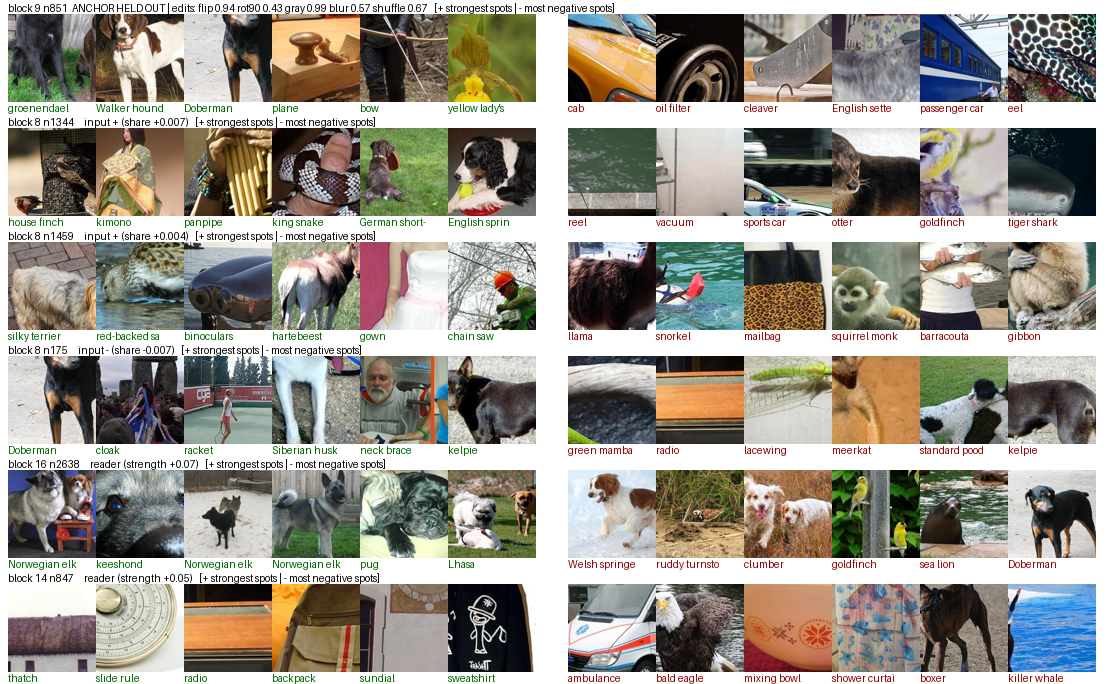 block 9 n851 ANCHOR HELD OUT | edits: flip 0.94 rot90 0.43 gray 0.99 blur 0.57 shuffle 0.67 [+ strongest spots | - most negative spots]
groenendael Walker hound Doberman plane bow yellow lady's cab oil filter cleaver English sette passenger car eel
block 8 n1344 input + (share +0.007) [+ strongest spots | - most negative spots]
house finch kimono panpipe king snake German short- English sprin reel vacuum sports car otter goldfinch tiger shark
block 8 n1459 input + (share +0.004) [+ strongest spots | - most negative spots]
silky terrier red-backed sa binoculars hartebeest gown chain saw llama snorkel mailbag squirrel monk barracouta gibbon
block 8 n175 input - (share -0.007) [+ strongest spots | - most negative spots]
cga
Doberman cloak racket Siberian husk neck brace kelpie green mamba radio lacewing meerkat standard pood kelpie
block 16 n2638 reader (strength +0.07) [+ strongest spots | - most negative spots]
Norwegian elk keeshond Norwegian elk Norwegian elk pug Lhasa Welsh springe ruddy turnsto clumber goldfinch sea lion Doberman
block 14 n847 reader (strength +0.05) [+ strongest spots | - most negative spots]
thatch slide rule radio backpack sundial sweatshirt ambulance bald eagle mixing bowl shower curtai boxer killer whale